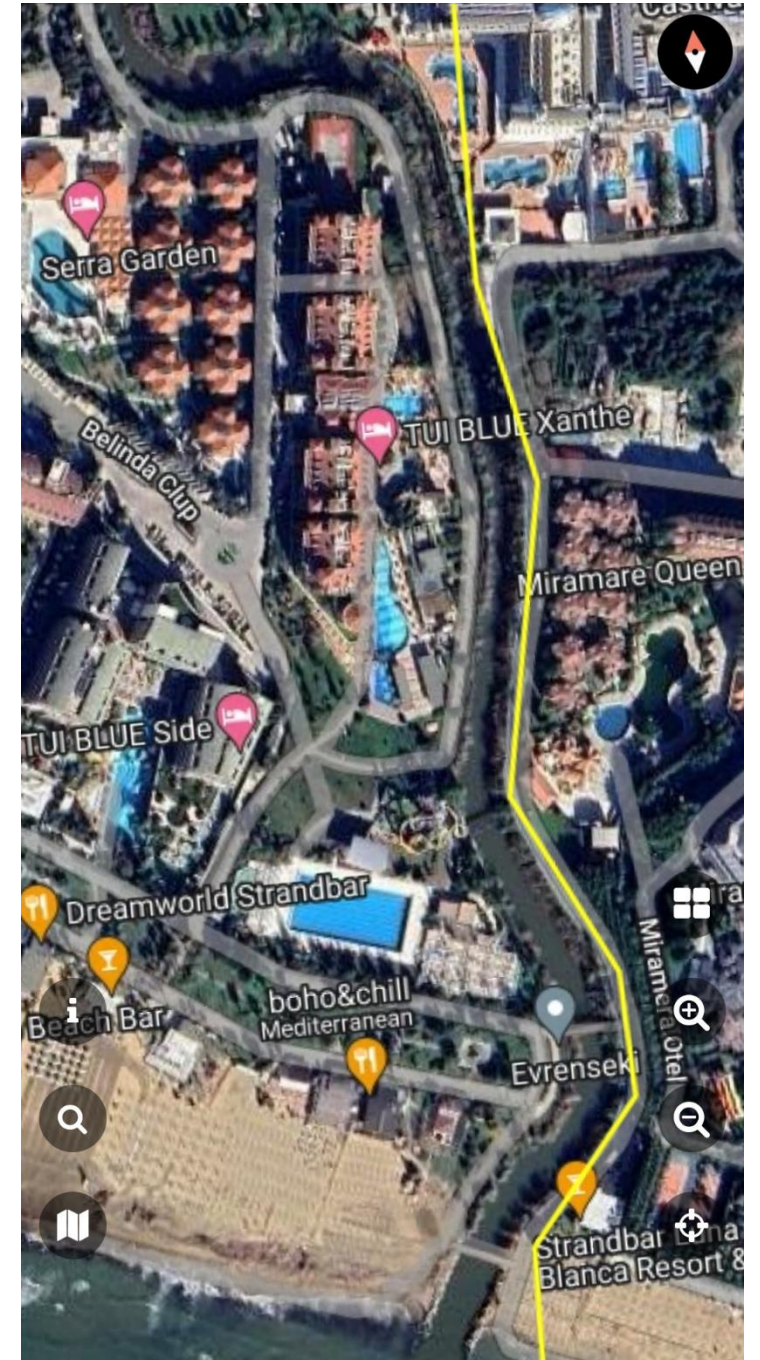 Serra Garden
TUI BLUE Xanthe
Belinda Clup
Miramare Queen
TUI BLUE Side
Dreamworld Strandbar
Beach Bar
boho&chill
Mediterranean
Evrenseki
Miramera Otel
Strandbar
Blanca Resort &